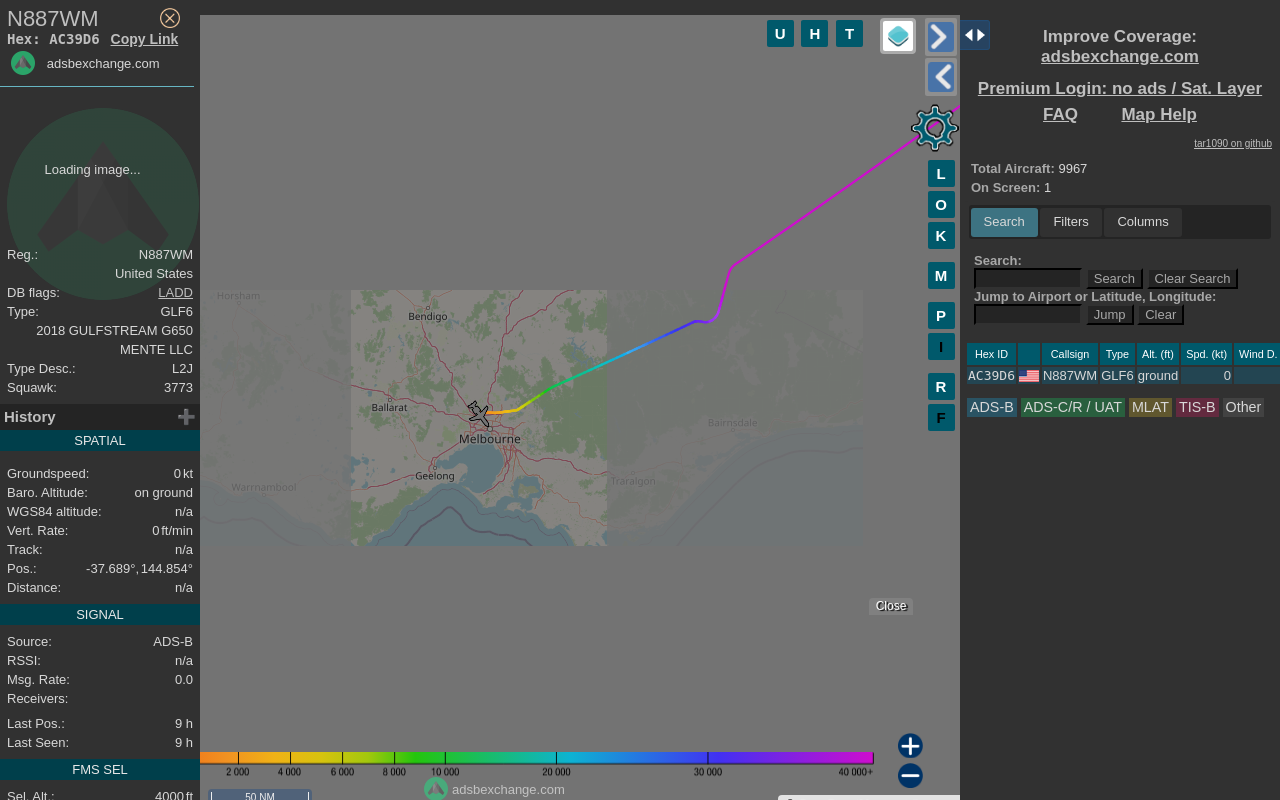 N887WM
Hex: AC39D6 Copy Link
adsbexchange.com
Loading image...
Reg.: N887WM
United States
DB flags: LADD
Type: GLF6
2018 GULFSTREAM G650
MENTE LLC
Type Desc.: L2J
Squawk: 3773
History
SPATIAL
Groundspeed: 0 kt
Baro. Altitude: on ground
WGS84 altitude: n/a
Vert. Rate: 0 ft/min
Track: n/a
Pos.: -37.689°, 144.854°
Distance: n/a
SIGNAL
Source: ADS-B
RSSI: n/a
Msg. Rate: 0.0
Receivers:
Last Pos.: 9 h
Last Seen: 9 h
FMS SEL
Sel. Alt.: 4000 ft
U H T
L
O
K
M
P
I
R
F
Horsham
Bendigo
Ballarat
Melbourne
Geelong
Bairnsdale
Traralgon
Warrnambool
Close
2 000 4 000 6 000 8 000 10 000 20 000 30 000 40 000+
adsbexchange.com
50 NM
Improve Coverage:
adsbexchange.com
Premium Login: no ads / Sat. Layer
FAQ Map Help
tar1090 on github
Total Aircraft: 9967
On Screen: 1
Search Filters Columns
Search:
Search Clear Search
Jump to Airport or Latitude, Longitude:
Jump Clear
Hex ID Callsign Type Alt. (ft) Spd. (kt) Wind D.
AC39D6 N887WM GLF6 ground 0
ADS-B ADS-C/R / UAT MLAT TIS-B Other